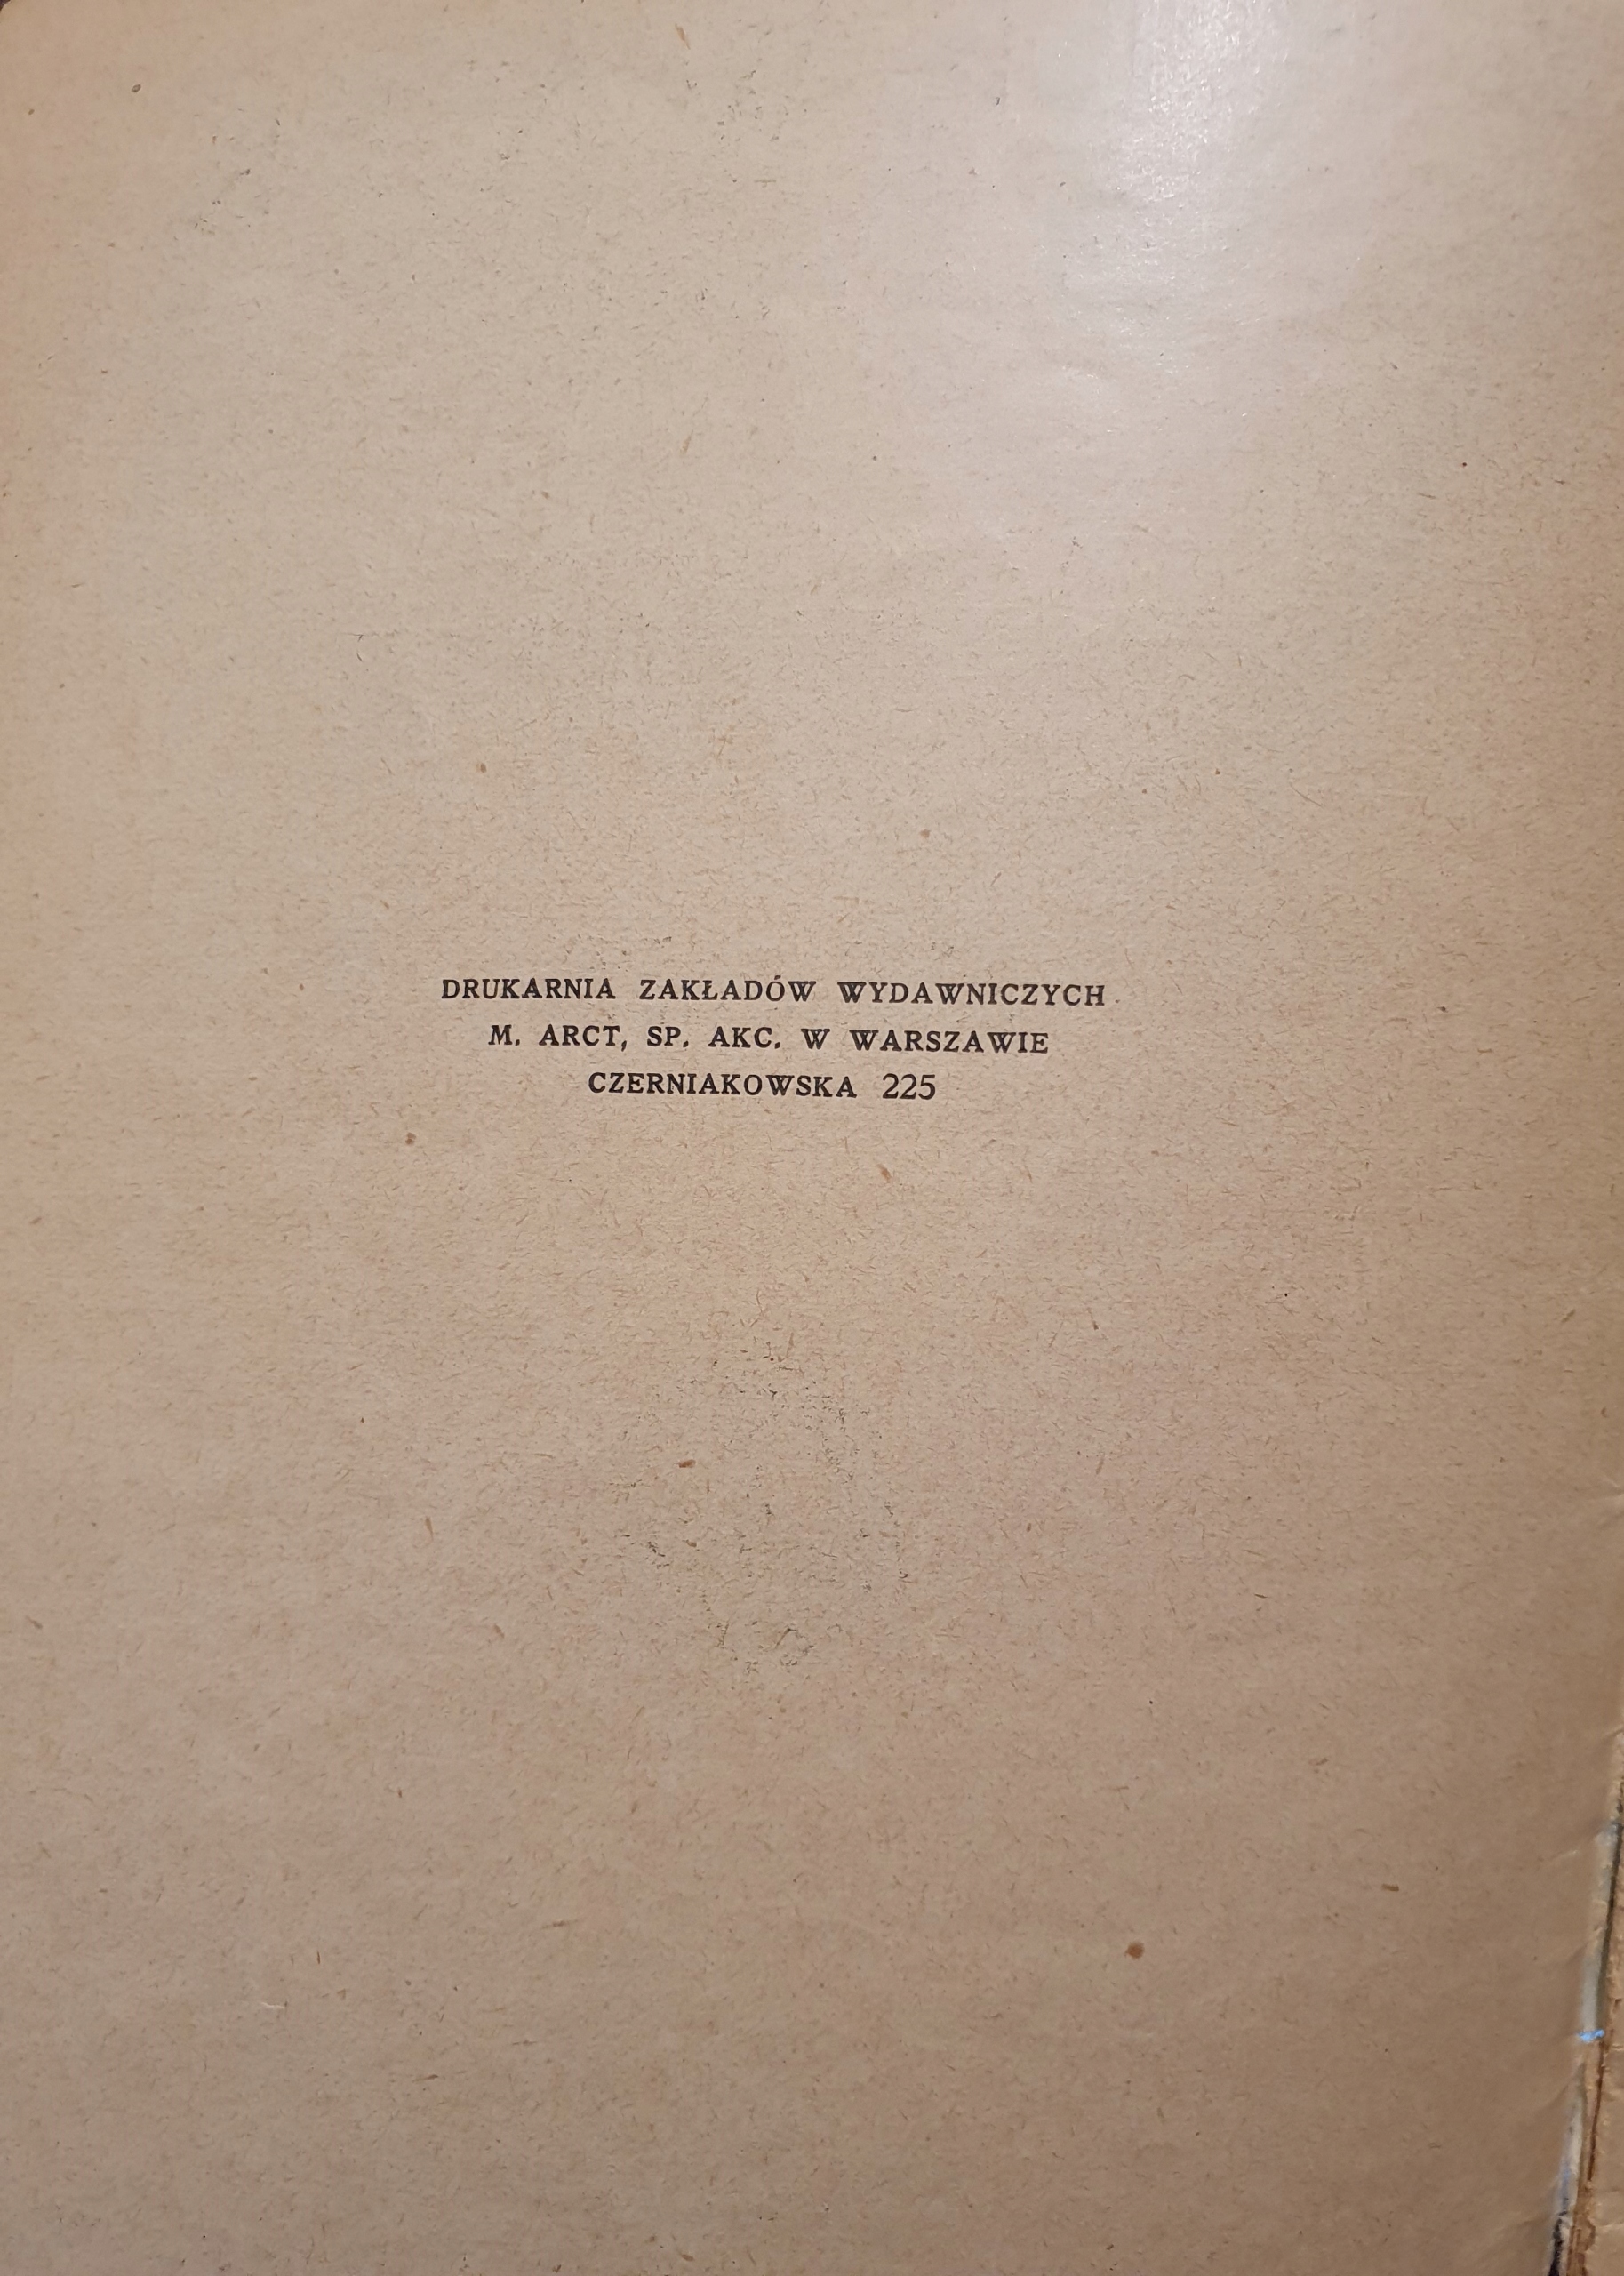 DRUKARNIA ZAKŁADÓW WYDAWNICZYCH
M. ARCT, SP. AKC. W WARSZAWIE
CZERNIAKOWSKA 225